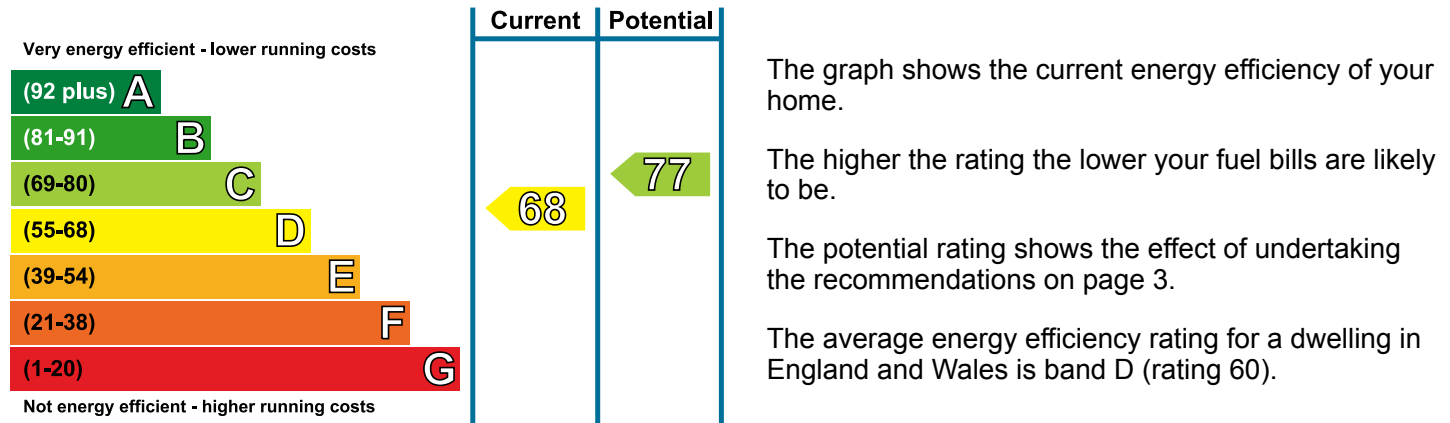 Current Potential
Very energy efficient - lower running costs
(92 plus) A
(81-91) B
(69-80) C
(55-68) D
(39-54) E
(21-38) F
(1-20) G
Not energy efficient - higher running costs
68
77
The graph shows the current energy efficiency of your
home.
The higher the rating the lower your fuel bills are likely
to be.
The potential rating shows the effect of undertaking
the recommendations on page 3.
The average energy efficiency rating for a dwelling in
England and Wales is band D (rating 60).